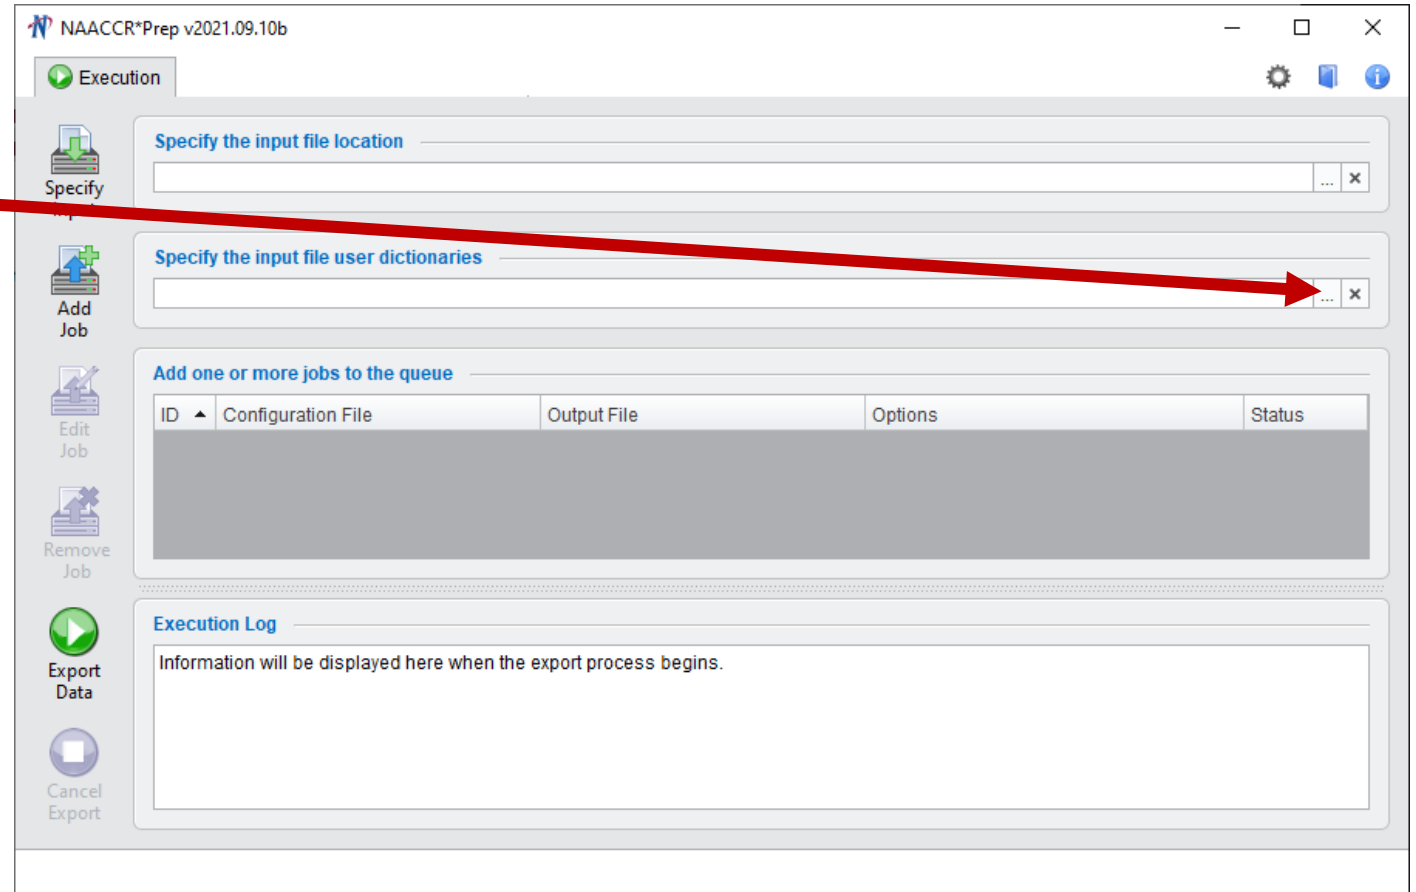 NAACCR*Prep v2021.09.10b
Execution
Specify the input file location
...
Specify
Specify the input file user dictionaries
...
Add
Job
Add one or more jobs to the queue
ID Configuration File Output File Options Status
Edit
Job
Remove
Job
Execution Log
Information will be displayed here when the export process begins.
Export
Data
Cancel
Export